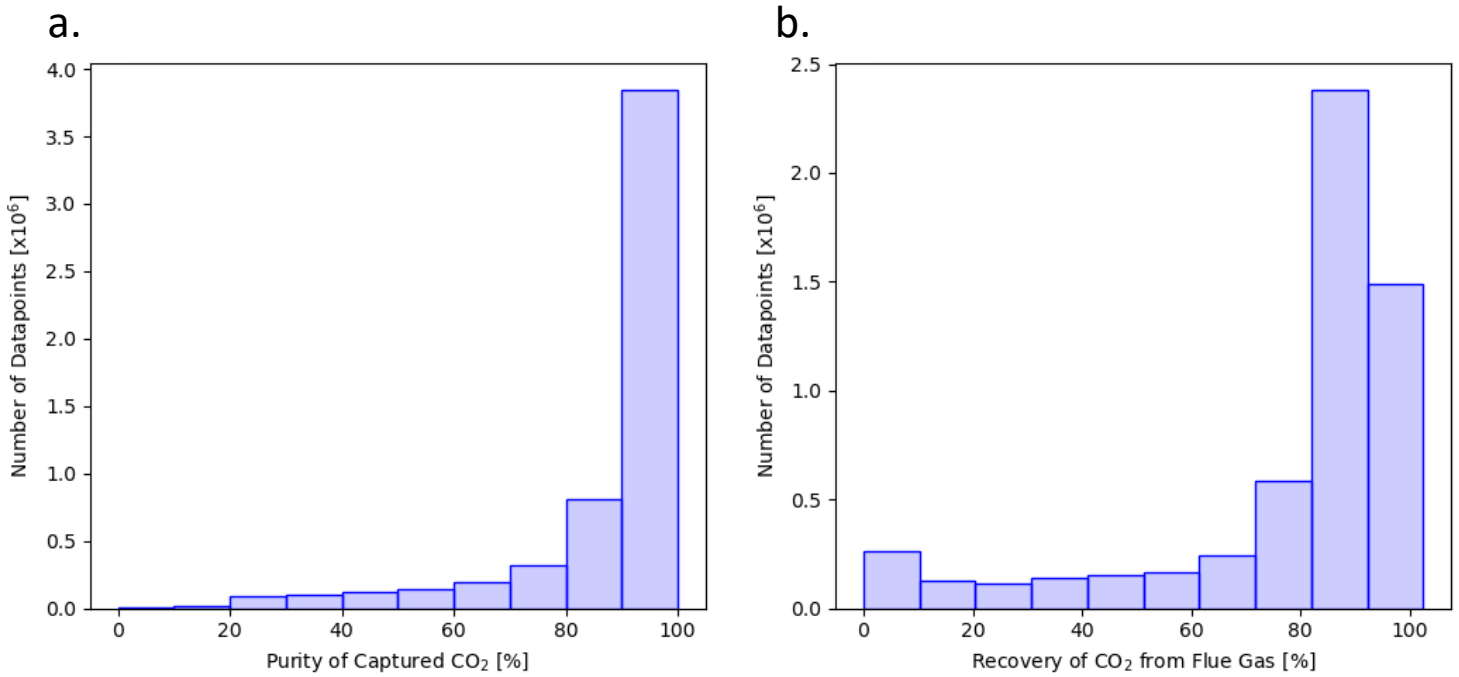 a.
4.0
3.5
3.0
2.5
2.0
1.5
1.0
0.5
0.0
Number of Datapoints [x10⁶]
0 20 40 60 80 100
Purity of Captured CO₂ [%]
b.
2.5
2.0
1.5
1.0
0.5
0.0
Number of Datapoints [x10⁶]
0 20 40 60 80 100
Recovery of CO₂ from Flue Gas [%]